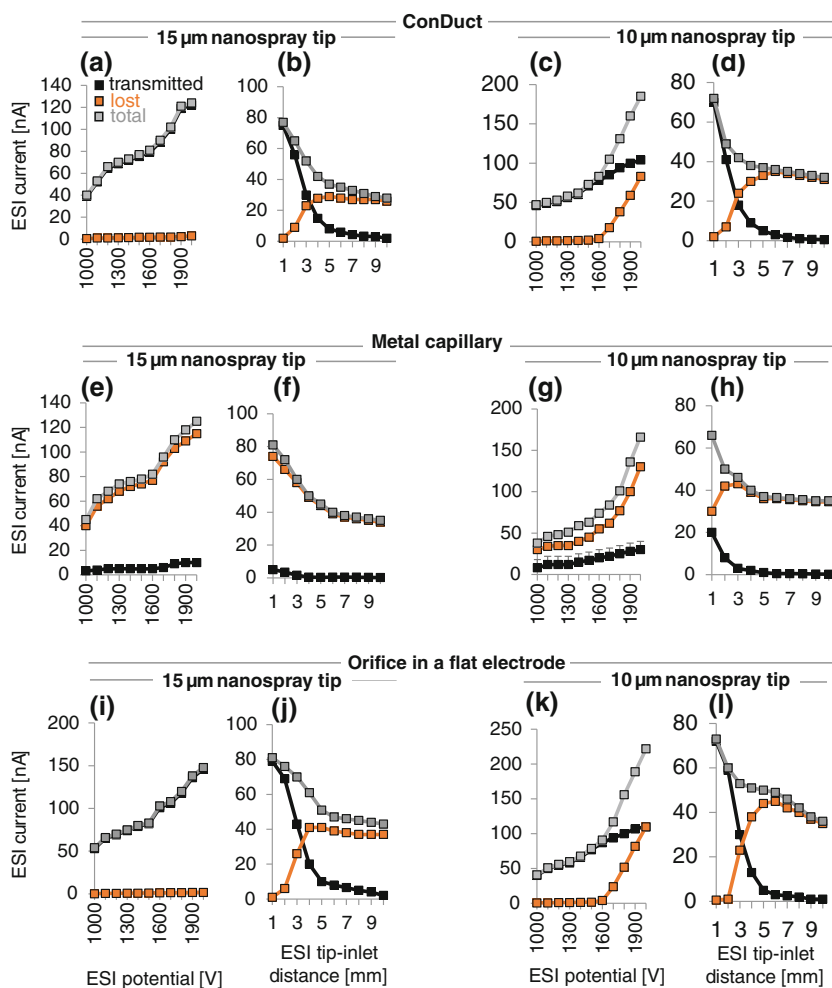 ConDuct
15 µm nanospray tip
10 µm nanospray tip
(a)
(b)
(c)
(d)
ESI current [nA]
transmitted
lost
total
140
120
100
80
60
40
20
0
1000
1300
1600
1900
80
60
40
20
0
1 3 5 7 9
200
150
100
50
0
1000
1300
1600
1900
80
60
40
20
0
1 3 5 7 9
Metal capillary
15 µm nanospray tip
10 µm nanospray tip
(e)
(f)
(g)
(h)
ESI current [nA]
140
120
100
80
60
40
20
0
1000
1300
1600
1900
100
80
60
40
20
0
1 3 5 7 9
200
150
100
50
0
1000
1300
1600
1900
80
60
40
20
0
1 3 5 7 9
Orifice in a flat electrode
15 µm nanospray tip
10 µm nanospray tip
(i)
(j)
(k)
(l)
ESI current [nA]
200
150
100
50
0
1000
1300
1600
1900
100
80
60
40
20
0
1 3 5 7 9
250
200
150
100
50
0
1000
1300
1600
1900
80
60
40
20
0
1 3 5 7 9
ESI potential [V]
ESI tip-inlet
distance [mm]
ESI potential [V]
ESI tip-inlet
distance [mm]